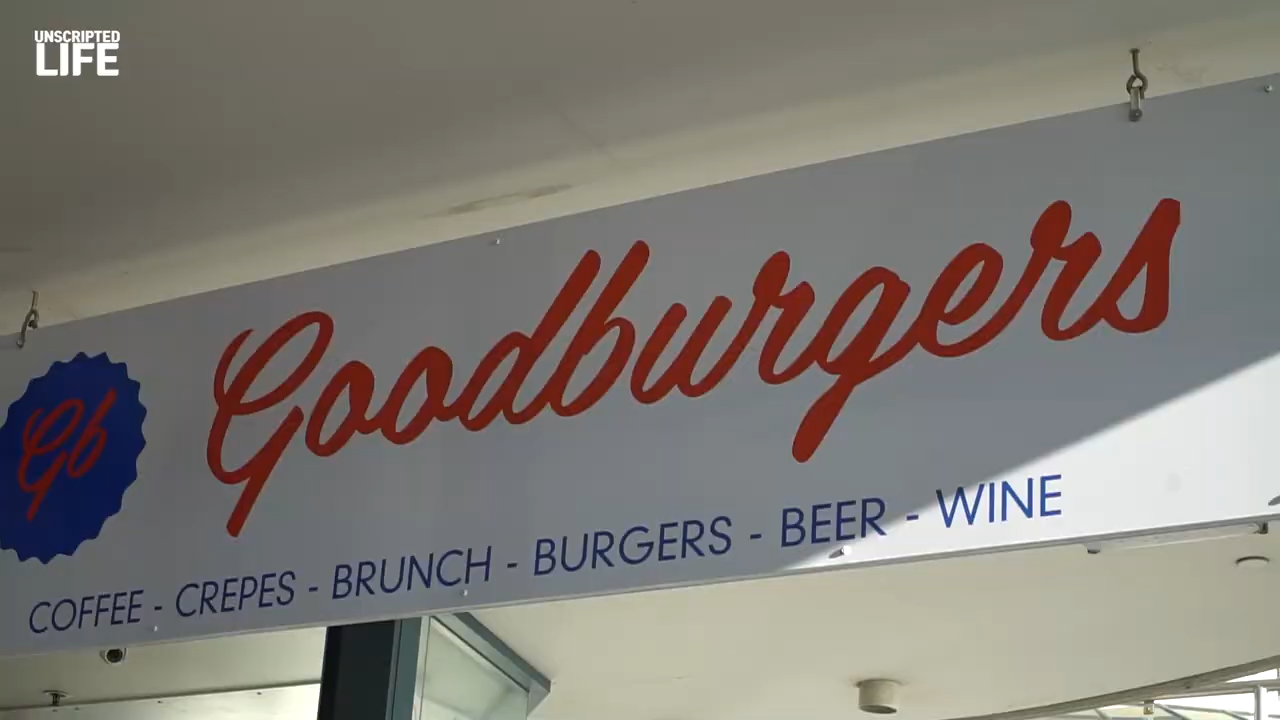 UNSCRIPTED
LIFE
Goodburgers
Gb
COFFEE - CREPES - BRUNCH - BURGERS - BEER - WINE